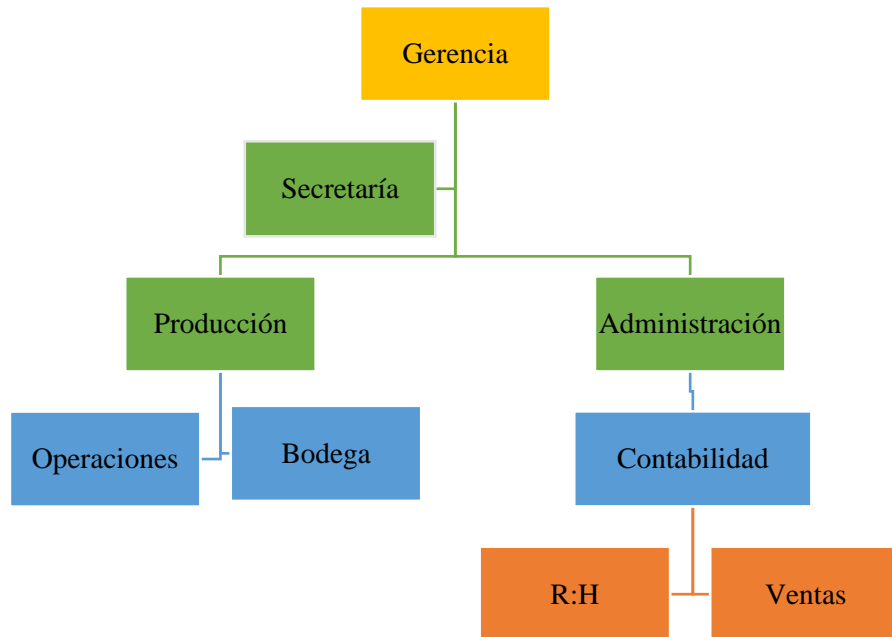 Gerencia
Secretaría
Producción
Administración
Operaciones
Bodega
Contabilidad
R:H
Ventas